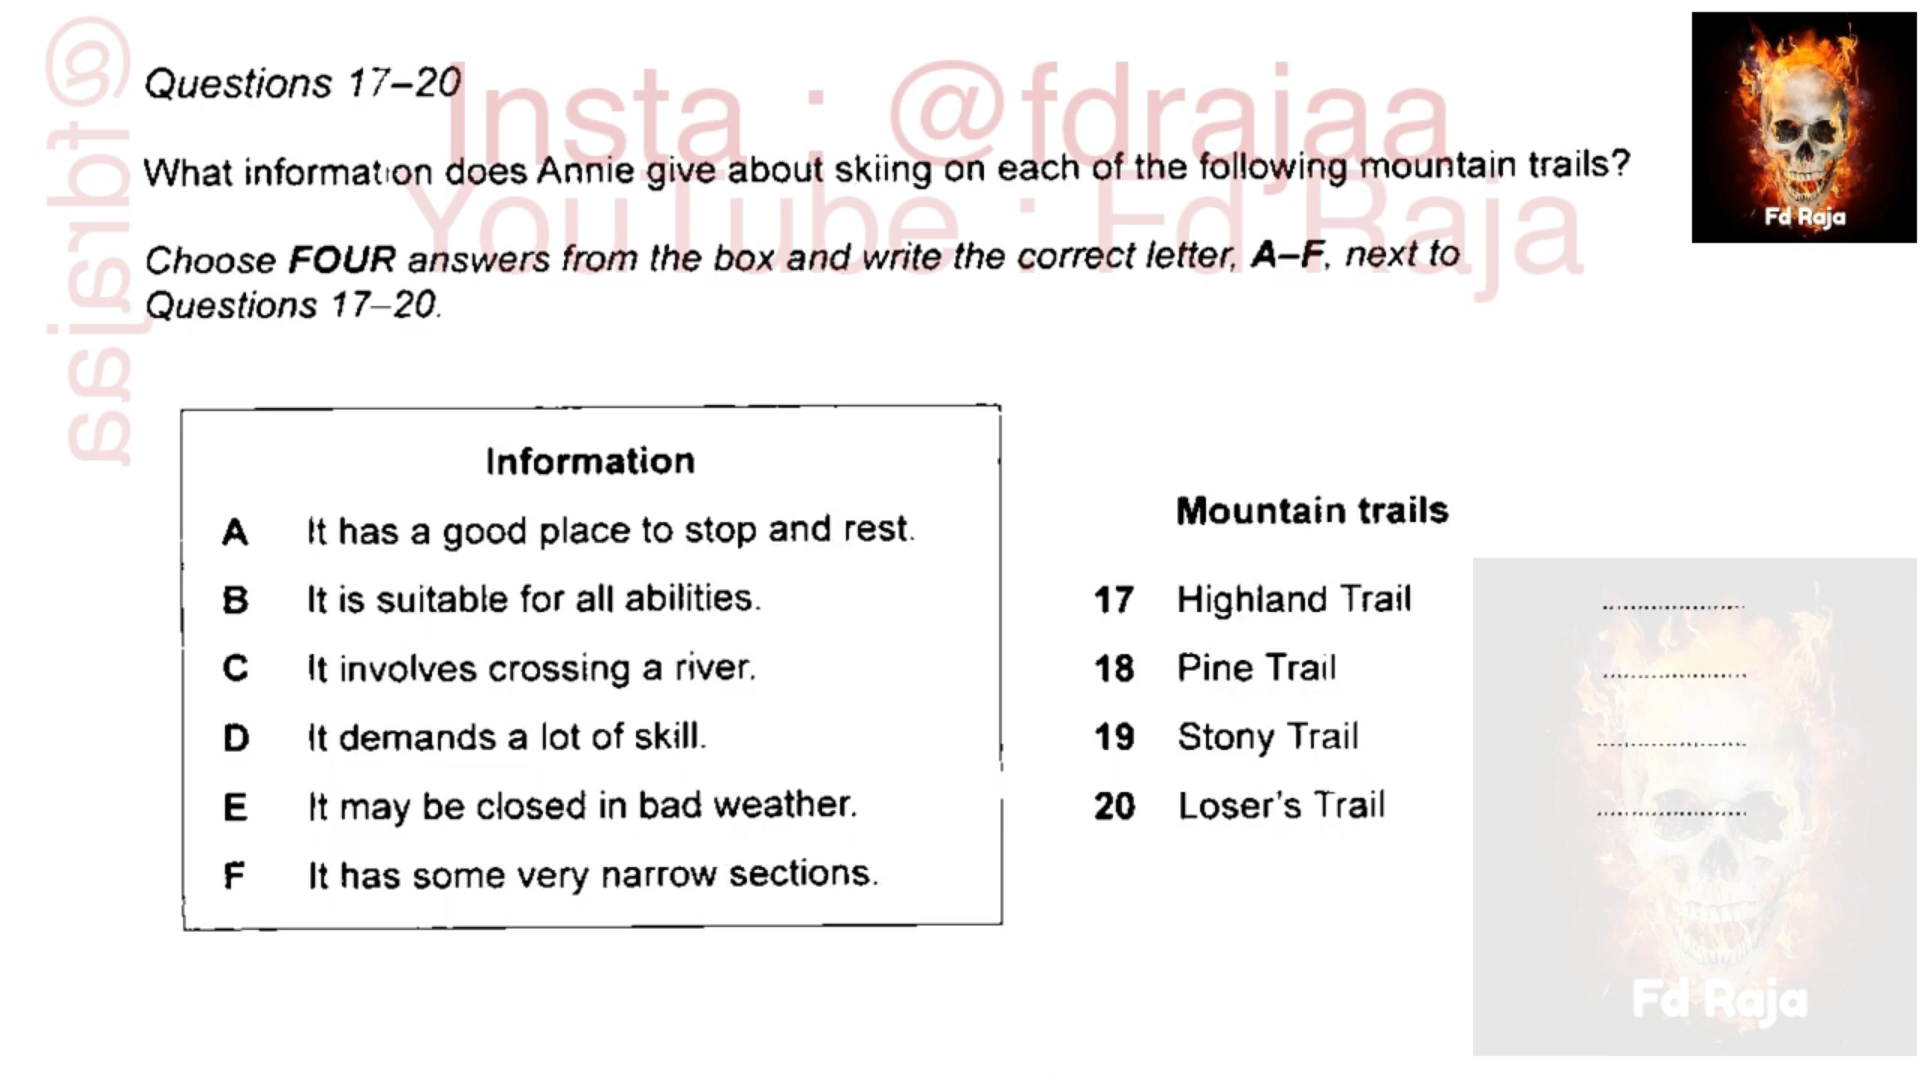 Questions 17–20
Insta : @fdrajaa
What information does Annie give about skiing on each of the following mountain trails?
YouTube : Fd Raja
Choose FOUR answers from the box and write the correct letter, A–F, next to
Questions 17–20.
@fdrajaa
Fd Raja
Information
A It has a good place to stop and rest.
B It is suitable for all abilities.
C It involves crossing a river.
D It demands a lot of skill.
E It may be closed in bad weather.
F It has some very narrow sections.
Mountain trails
17 Highland Trail ....................
18 Pine Trail ....................
19 Stony Trail ....................
20 Loser's Trail ....................
Fd Raja